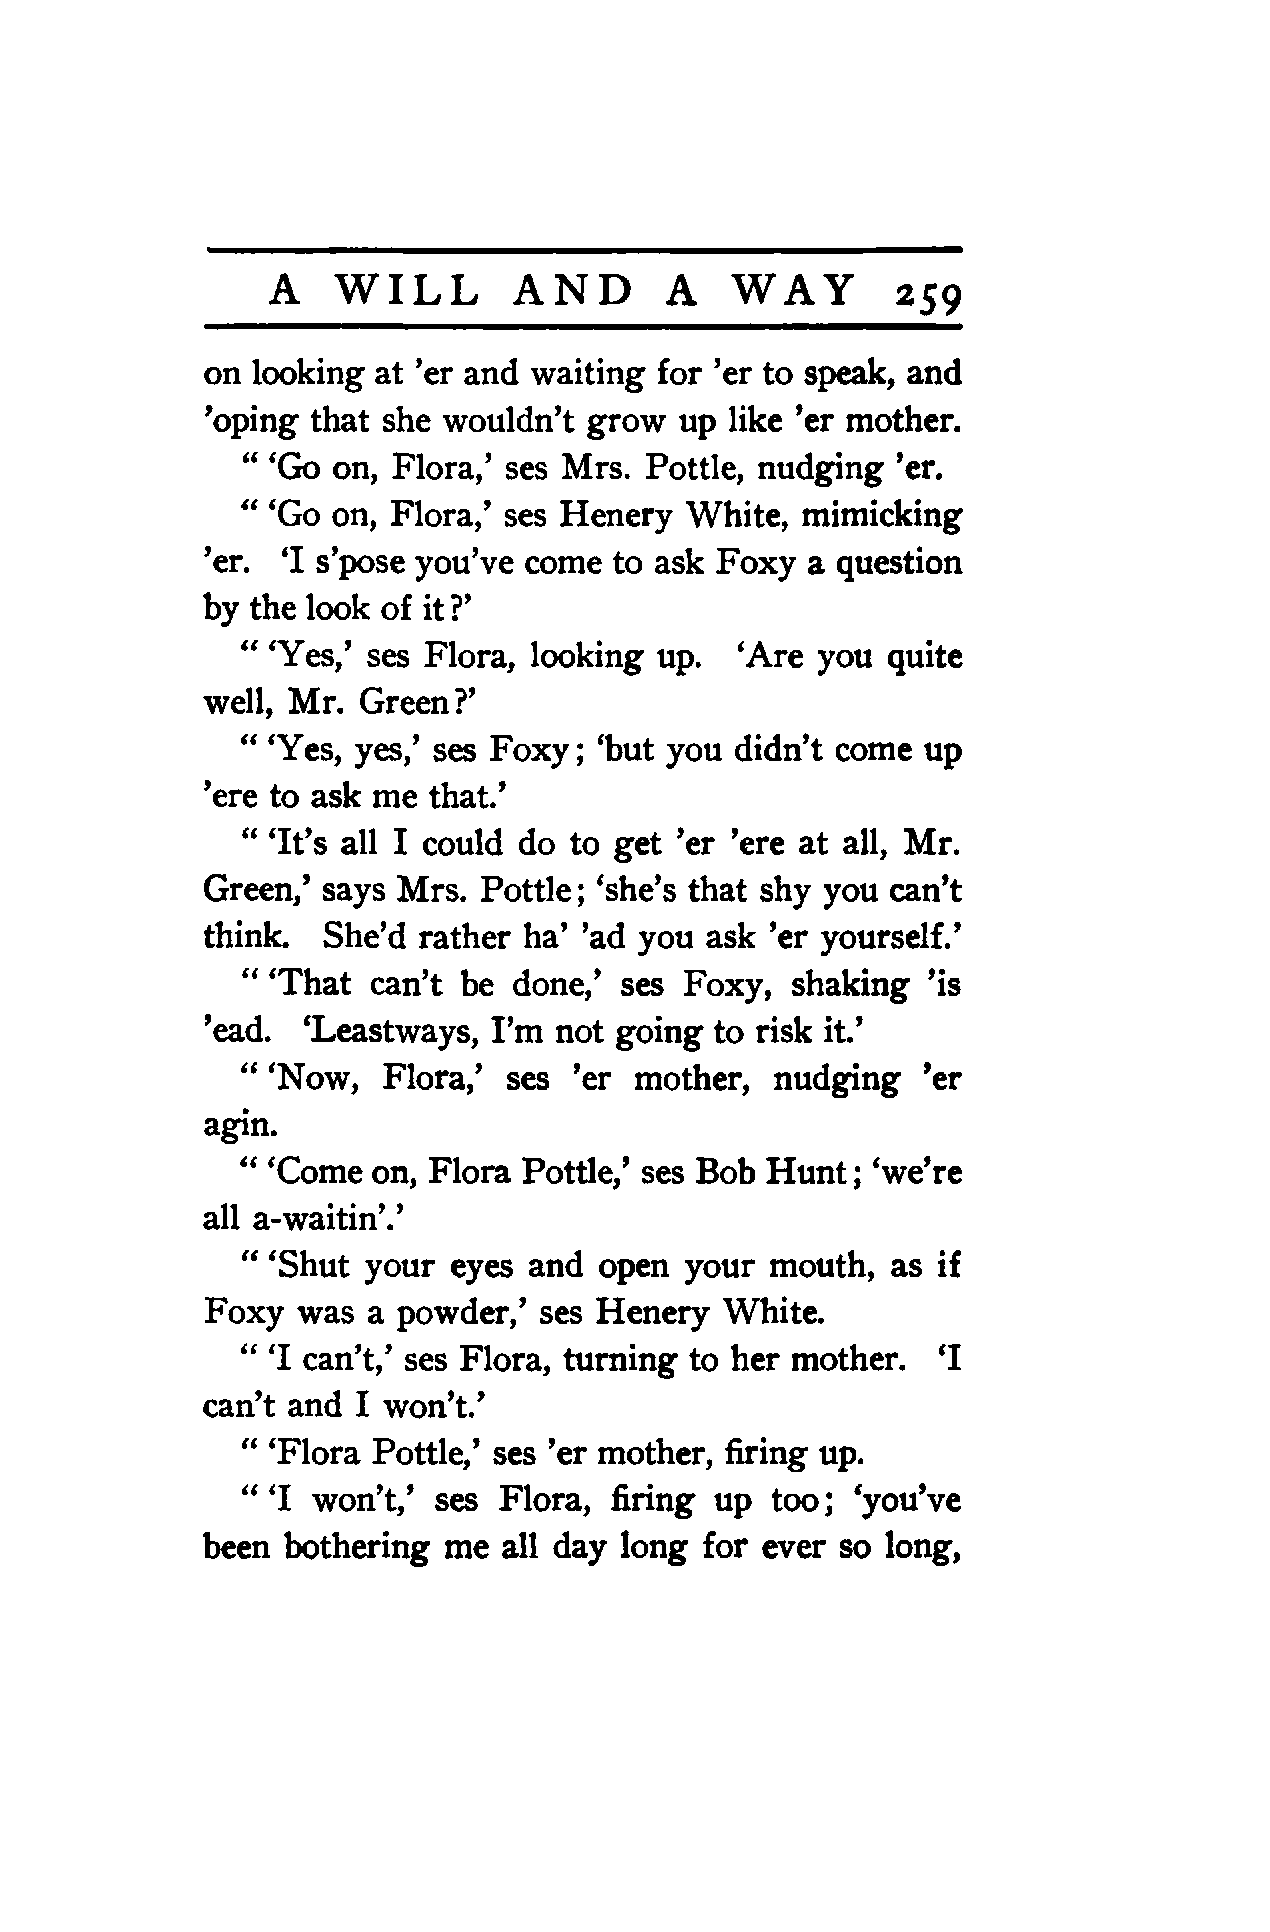 A WILL AND A WAY 259
on looking at ’er and waiting for ’er to speak, and
’oping that she wouldn’t grow up like ’er mother.
“ ‘Go on, Flora,’ ses Mrs. Pottle, nudging ’er.
“ ‘Go on, Flora,’ ses Henery White, mimicking
’er. ‘I s’pose you’ve come to ask Foxy a question
by the look of it?’
“ ‘Yes,’ ses Flora, looking up. ‘Are you quite
well, Mr. Green?’
“ ‘Yes, yes,’ ses Foxy; ‘but you didn’t come up
’ere to ask me that.’
“ ‘It’s all I could do to get ’er ’ere at all, Mr.
Green,’ says Mrs. Pottle; ‘she’s that shy you can’t
think. She’d rather ha’ ’ad you ask ’er yourself.’
“ ‘That can’t be done,’ ses Foxy, shaking ’is
’ead. ‘Leastways, I’m not going to risk it.’
“ ‘Now, Flora,’ ses ’er mother, nudging ’er
agin.
“ ‘Come on, Flora Pottle,’ ses Bob Hunt; ‘we’re
all a-waitin’.’
“ ‘Shut your eyes and open your mouth, as if
Foxy was a powder,’ ses Henery White.
“ ‘I can’t,’ ses Flora, turning to her mother. ‘I
can’t and I won’t.’
“ ‘Flora Pottle,’ ses ’er mother, firing up.
“ ‘I won’t,’ ses Flora, firing up too; ‘you’ve
been bothering me all day long for ever so long,